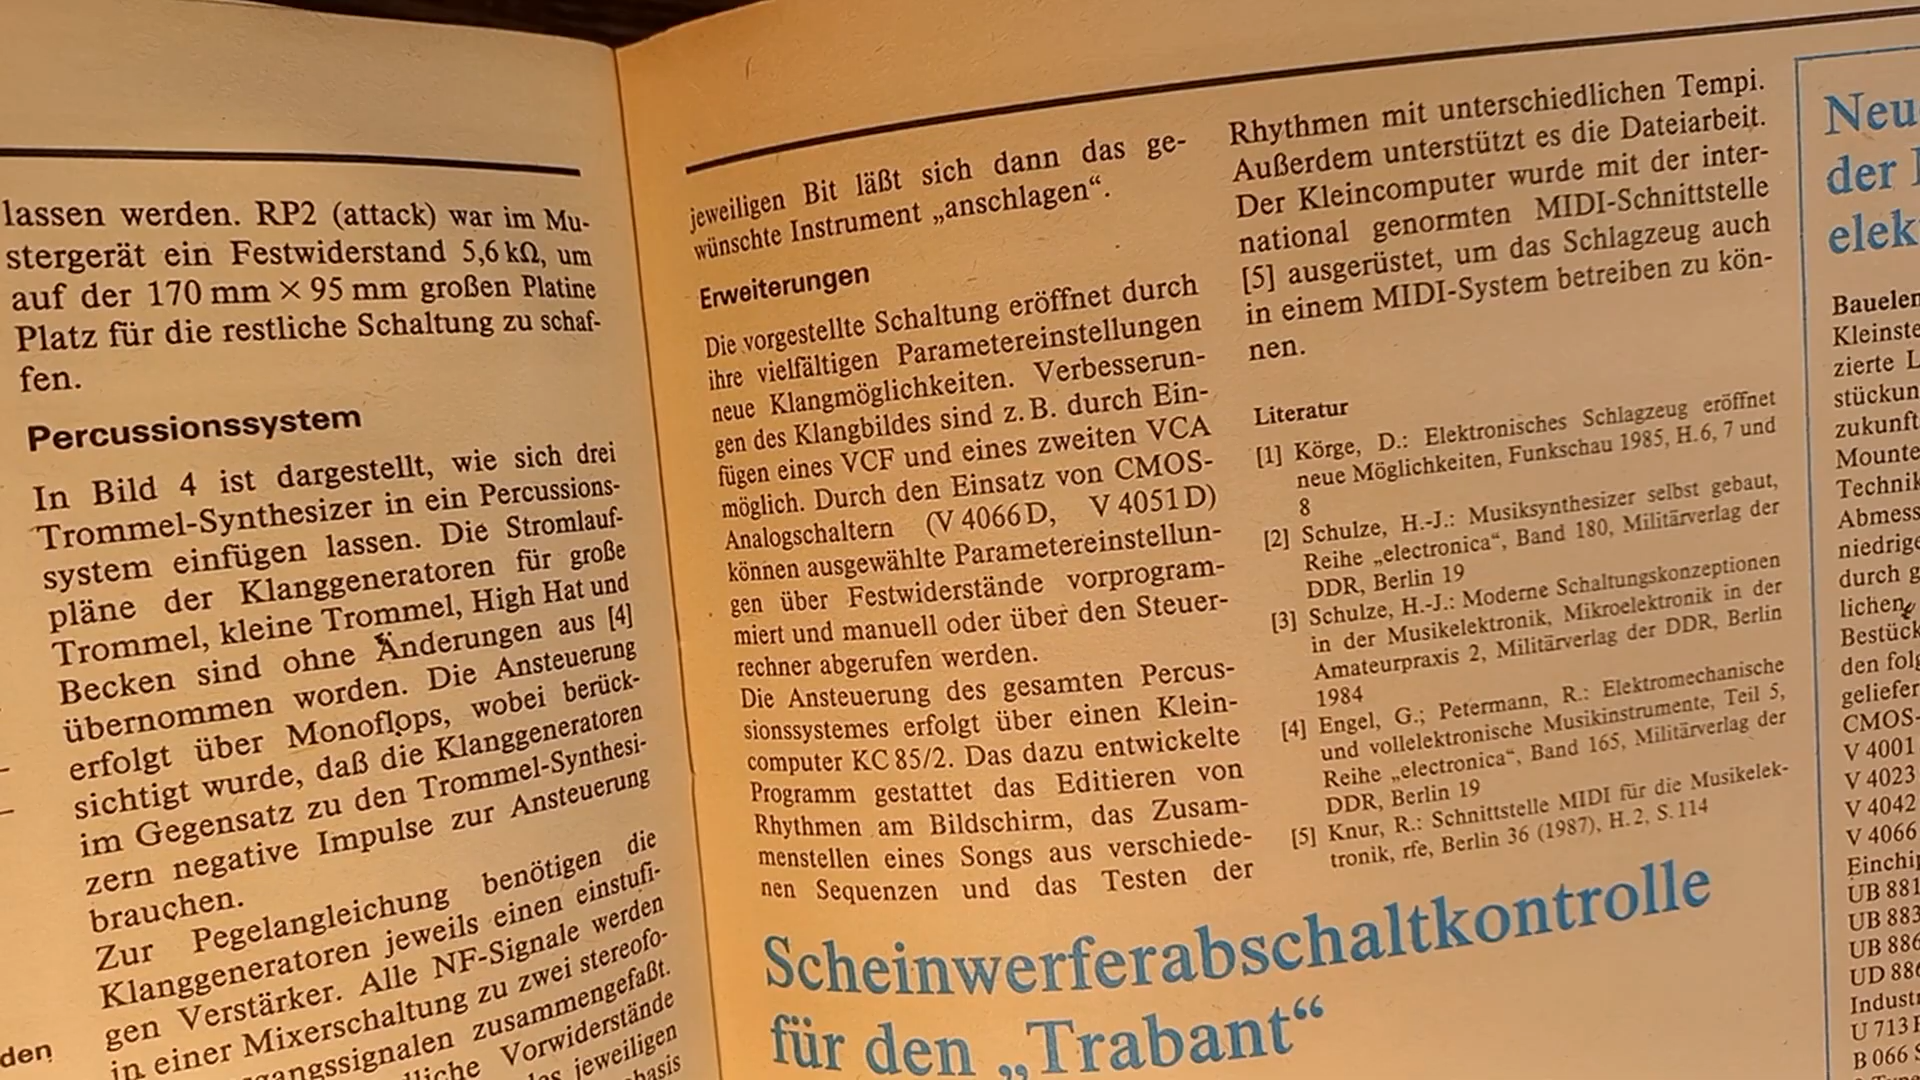 lassen werden. RP2 (attack) war im Mu-
stergerät ein Festwiderstand 5,6 kΩ, um
auf der 170 mm × 95 mm großen Platine
Platz für die restliche Schaltung zu schaf-
fen.
Percussionssystem
In Bild 4 ist dargestellt, wie sich drei
Trommel-Synthesizer in ein Percussions-
system einfügen lassen. Die Stromlauf-
pläne der Klanggeneratoren für große
Trommel, kleine Trommel, High Hat und
Becken sind ohne Änderungen aus [4]
übernommen worden. Die Ansteuerung
erfolgt über Monoflops, wobei berück-
sichtigt wurde, daß die Klanggeneratoren
im Gegensatz zu den Trommel-Synthesi-
zern negative Impulse zur Ansteuerung
brauchen.
Zur Pegelangleichung benötigen die
Klanggeneratoren jeweils einen einstufi-
gen Verstärker. Alle NF-Signale werden
in einer Mixerschaltung zu zwei stereofo-
gangssignalen zusammengefaßt.
liche Vorwiderstände
jeweiligen
basis
den
jeweiligen Bit läßt sich dann das ge-
wünschte Instrument „anschlagen“.
Erweiterungen
Die vorgestellte Schaltung eröffnet durch
ihre vielfältigen Parametereinstellungen
neue Klangmöglichkeiten. Verbesserun-
gen des Klangbildes sind z. B. durch Ein-
fügen eines VCF und eines zweiten VCA
möglich. Durch den Einsatz von CMOS-
Analogschaltern (V 4066 D, V 4051 D)
können ausgewählte Parametereinstellun-
gen über Festwiderstände vorprogram-
miert und manuell oder über den Steuer-
rechner abgerufen werden.
Die Ansteuerung des gesamten Percus-
sionssystemes erfolgt über einen Klein-
computer KC 85/2. Das dazu entwickelte
Programm gestattet das Editieren von
Rhythmen am Bildschirm, das Zusam-
menstellen eines Songs aus verschiede-
nen Sequenzen und das Testen der
Rhythmen mit unterschiedlichen Tempi.
Außerdem unterstützt es die Dateiarbeit.
Der Kleincomputer wurde mit der inter-
national genormten MIDI-Schnittstelle
[5] ausgerüstet, um das Schlagzeug auch
in einem MIDI-System betreiben zu kön-
nen.
Literatur
[1] Körge, D.: Elektronisches Schlagzeug eröffnet
neue Möglichkeiten, Funkschau 1985, H. 6, 7 und
8
[2] Schulze, H.-J.: Musiksynthesizer selbst gebaut,
Reihe „electronica“, Band 180, Militärverlag der
DDR, Berlin 19
[3] Schulze, H.-J.: Moderne Schaltungskonzeptionen
in der Musikelektronik, Mikroelektronik in der
Amateurpraxis 2, Militärverlag der DDR, Berlin
1984
[4] Engel, G.; Petermann, R.: Elektromechanische
und vollelektronische Musikinstrumente, Teil 5,
Reihe „electronica“, Band 165, Militärverlag der
DDR, Berlin 19
[5] Knur, R.: Schnittstelle MIDI für die Musikelek-
tronik, rfe, Berlin 36 (1987), H. 2, S. 114
Scheinwerferabschaltkontrolle
für den „Trabant“
Neu
der
elek
Bauelen
Kleinste
zierte L
stückun
zukunft
Mounte
Technik
Abmess
niedrige
durch g
lichen
Bestück
den folg
geliefer
CMOS-
V 4001
V 4023
V 4042
V 4066
Einchip
UB 881
UB 883
UB 886
UD 886
Industr
U 713
B 066